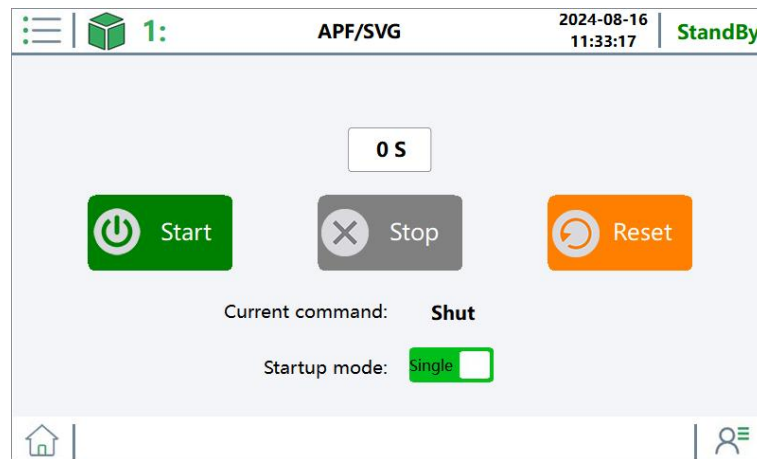 1:
APF/SVG
2024-08-16
11:33:17
StandBy
0 S
Start
Stop
Reset
Current command: Shut
Startup mode: Single